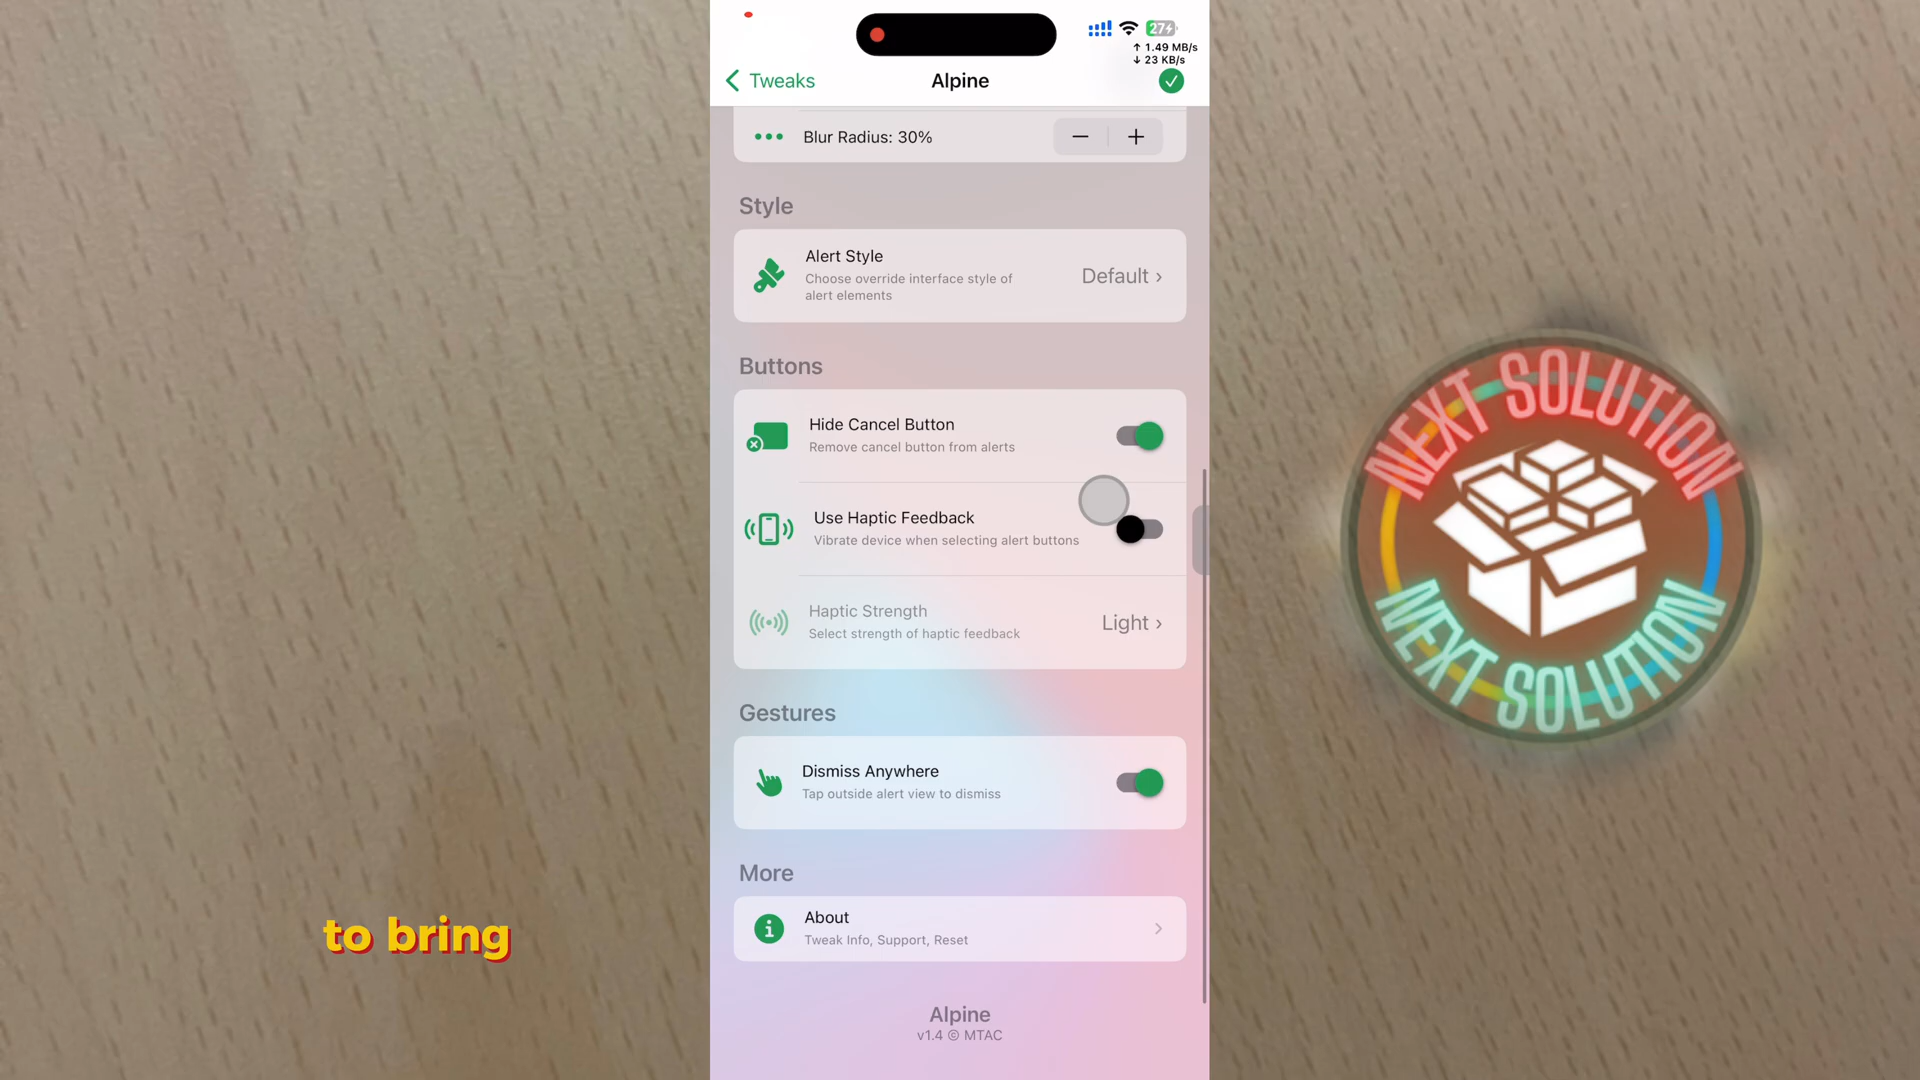 27
↑ 1.49 MB/s
↓ 23 KB/s
Tweaks
Alpine
Blur Radius: 30%
Style
Alert Style
Choose override interface style of
alert elements
Default
Buttons
Hide Cancel Button
Remove cancel button from alerts
Use Haptic Feedback
Vibrate device when selecting alert buttons
Haptic Strength
Select strength of haptic feedback
Light
Gestures
Dismiss Anywhere
Tap outside alert view to dismiss
More
About
Tweak Info, Support, Reset
Alpine
v1.4 © MTAC
to bring
NEXT SOLUTION
NEXT SOLUTION